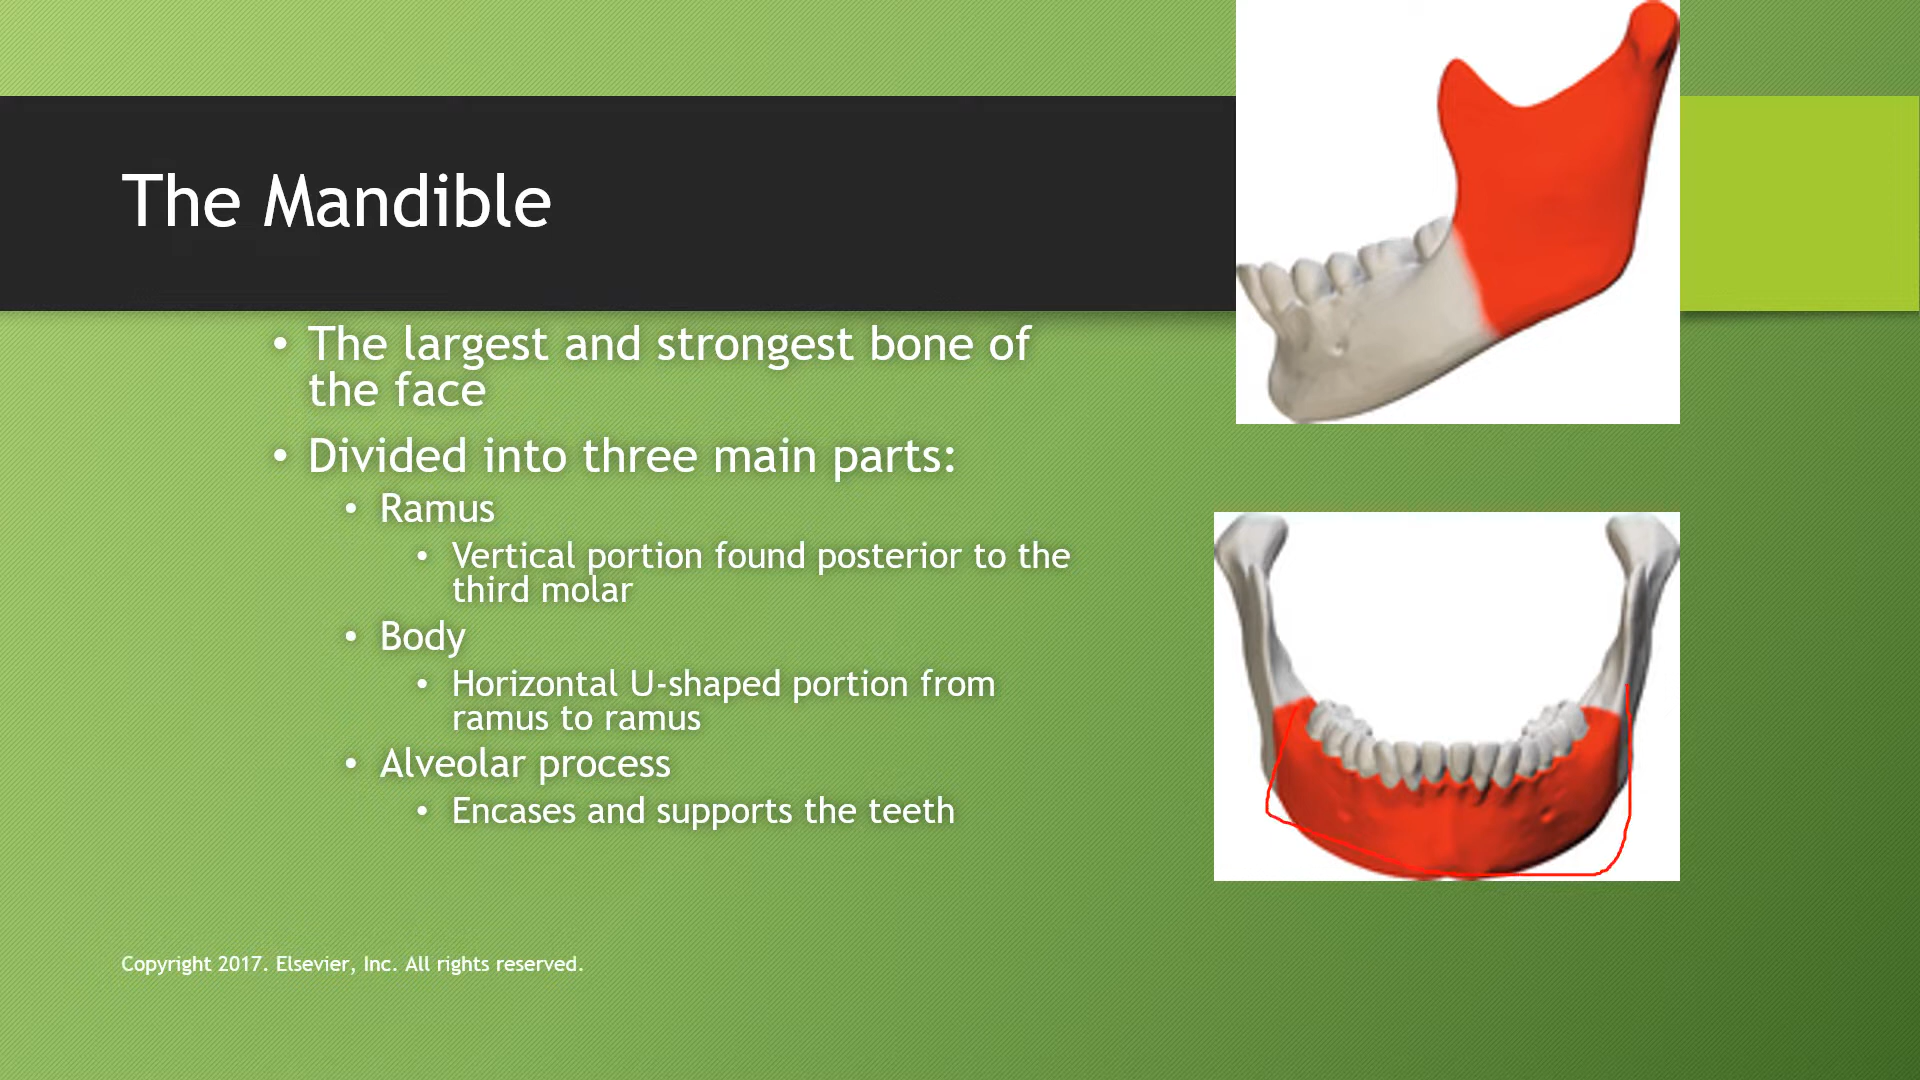 The Mandible
• The largest and strongest bone of
the face
• Divided into three main parts:
• Ramus
• Vertical portion found posterior to the
third molar
• Body
• Horizontal U-shaped portion from
ramus to ramus
• Alveolar process
• Encases and supports the teeth
Copyright 2017. Elsevier, Inc. All rights reserved.